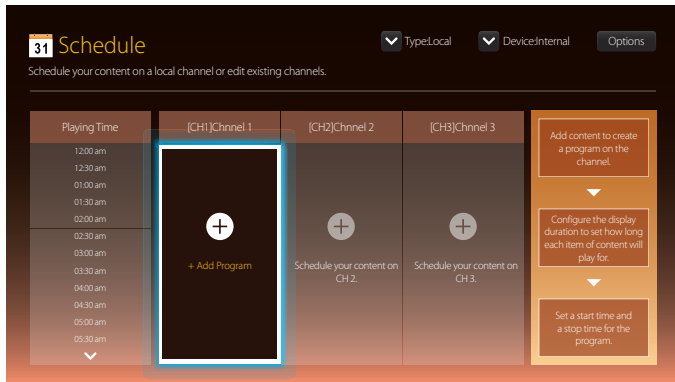 31 Schedule
Type:Local
Device:Internal
Options
Schedule your content on a local channel or edit existing channels.
Playing Time
12:00 am
12:30 am
01:00 am
01:30 am
02:00 am
02:30 am
03:00 am
03:30 am
04:00 am
04:30 am
05:00 am
05:30 am
[CH1]Chnnel 1
+ Add Program
[CH2]Chnnel 2
Schedule your content on
CH 2.
[CH3]Chnnel 3
Schedule your content on
CH 3.
Add content to create
a program on the
channel.
Configure the display
duration to set how long
each item of content will
play for.
Set a start time and
a stop time for the
program.